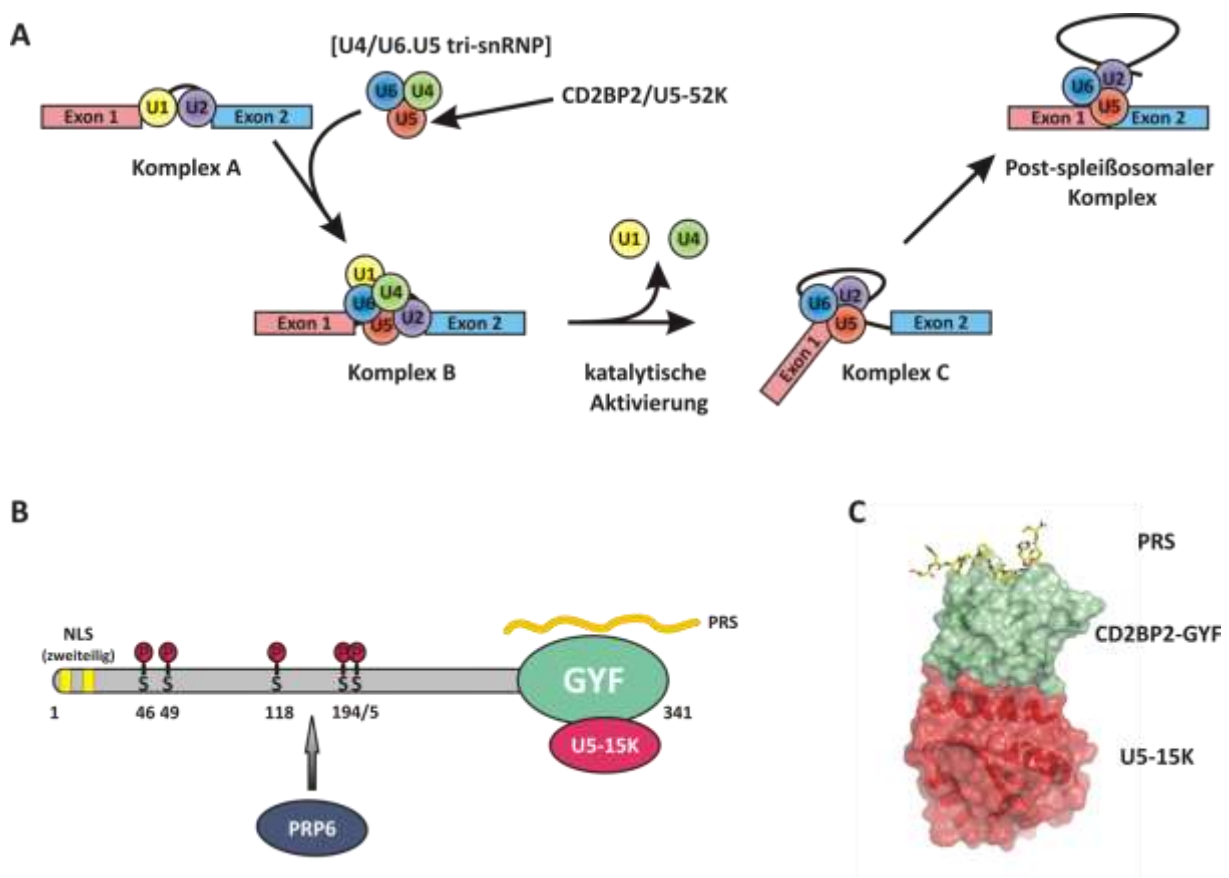 A
[U4/U6.U5 tri-snRNP]
U6 U4
U5
CD2BP2/U5-52K
Exon 1 U1 U2 Exon 2
Komplex A
U1
U6 U4
Exon 1 U5 U2 Exon 2
Komplex B
U1 U4
katalytische
Aktivierung
U6 U2
U5
Exon 1
Exon 2
Komplex C
U6 U2
U5
Exon 1 Exon 2
Post-spleißosomaler
Komplex
B
NLS
(zweiteilig)
P P P P P
S S S S S
1 46 49 118 194/5 341
PRS
GYF
U5-15K
PRP6
C
PRS
CD2BP2-GYF
U5-15K